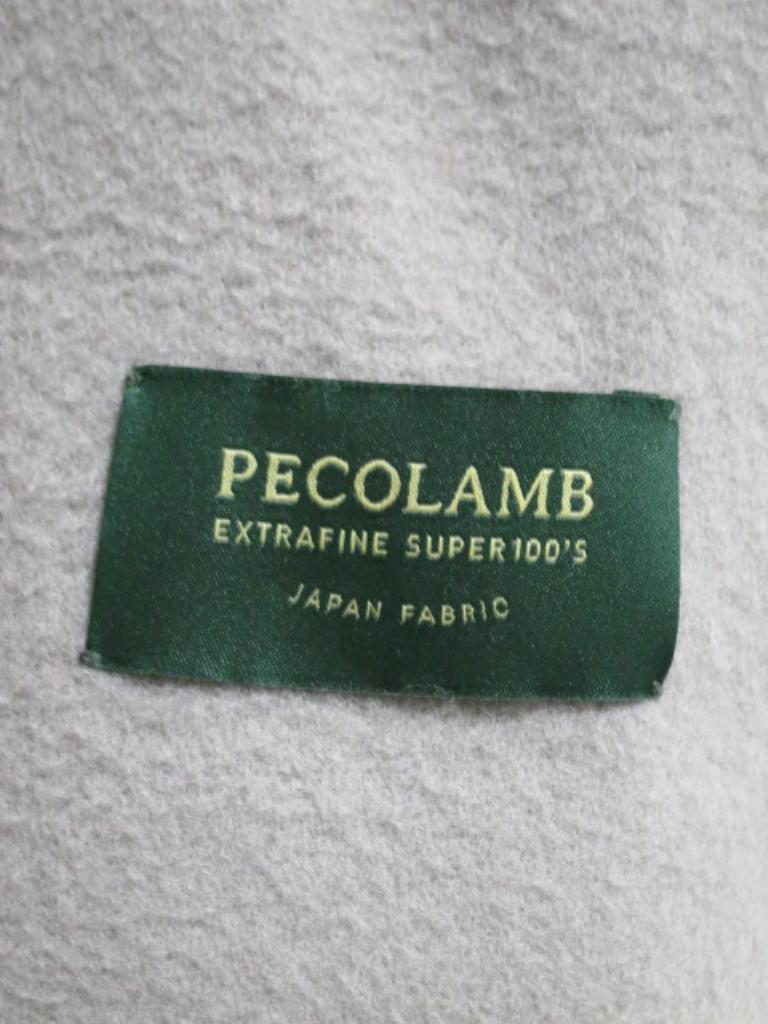 PECOLAMB
EXTRAFINE SUPER100'S
JAPAN FABRIC